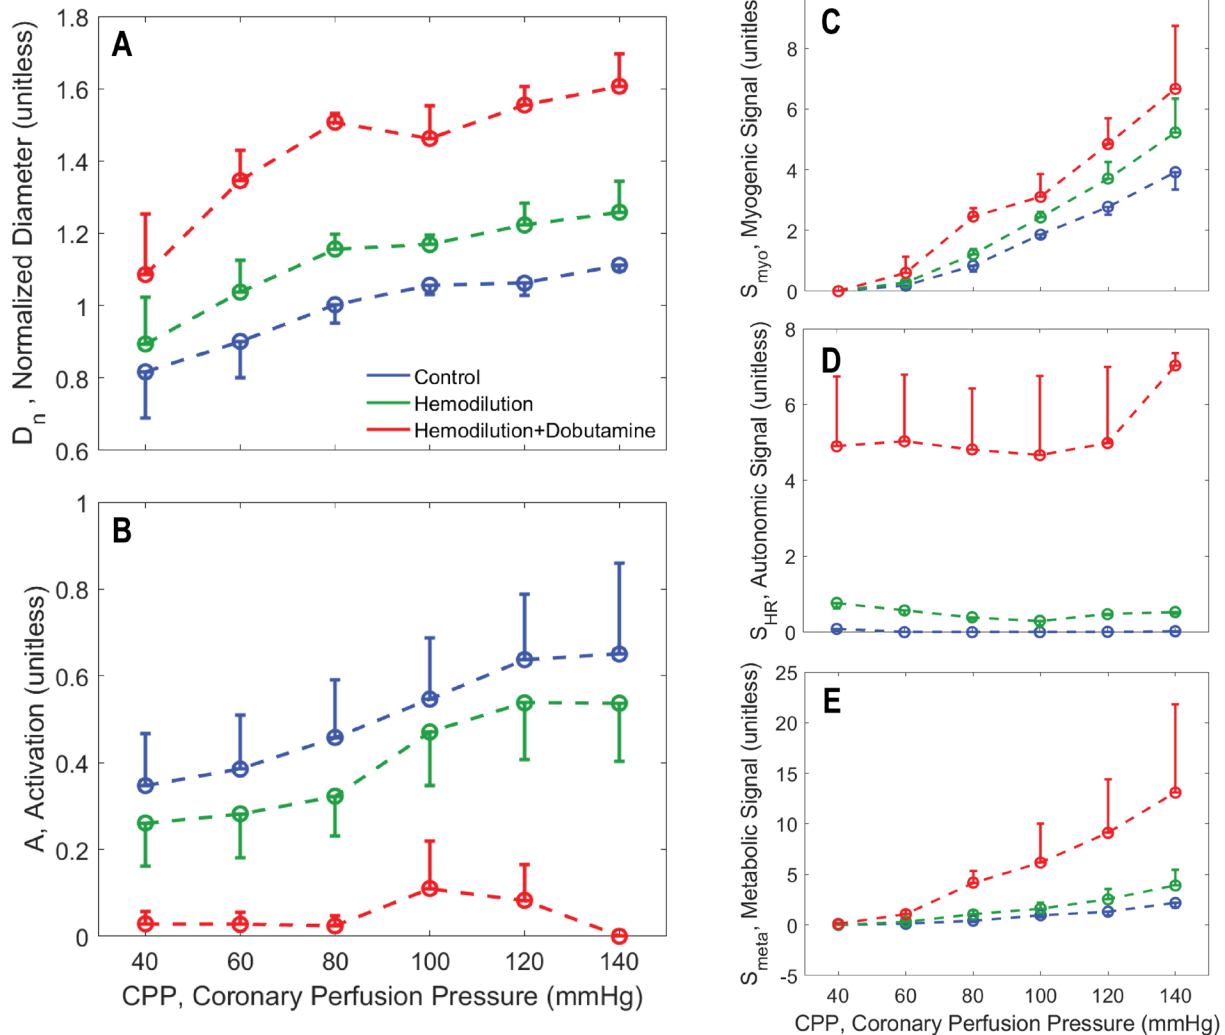 A
D_n , Normalized Diameter (unitless)
1.8
1.6
1.4
1.2
1
0.8
0.6
Control
Hemodilution
Hemodilution+Dobutamine
B
A, Activation (unitless)
1
0.8
0.6
0.4
0.2
0
40 60 80 100 120 140
CPP, Coronary Perfusion Pressure (mmHg)
C
S_myo, Myogenic Signal (unitless
8
6
4
2
0
D
S_HR, Autonomic Signal (unitless)
8
6
4
2
0
E
S_meta, Metabolic Signal (unitless)
25
20
15
10
5
0
-5
40 60 80 100 120 140
CPP, Coronary Perfusion Pressure (mmHg)